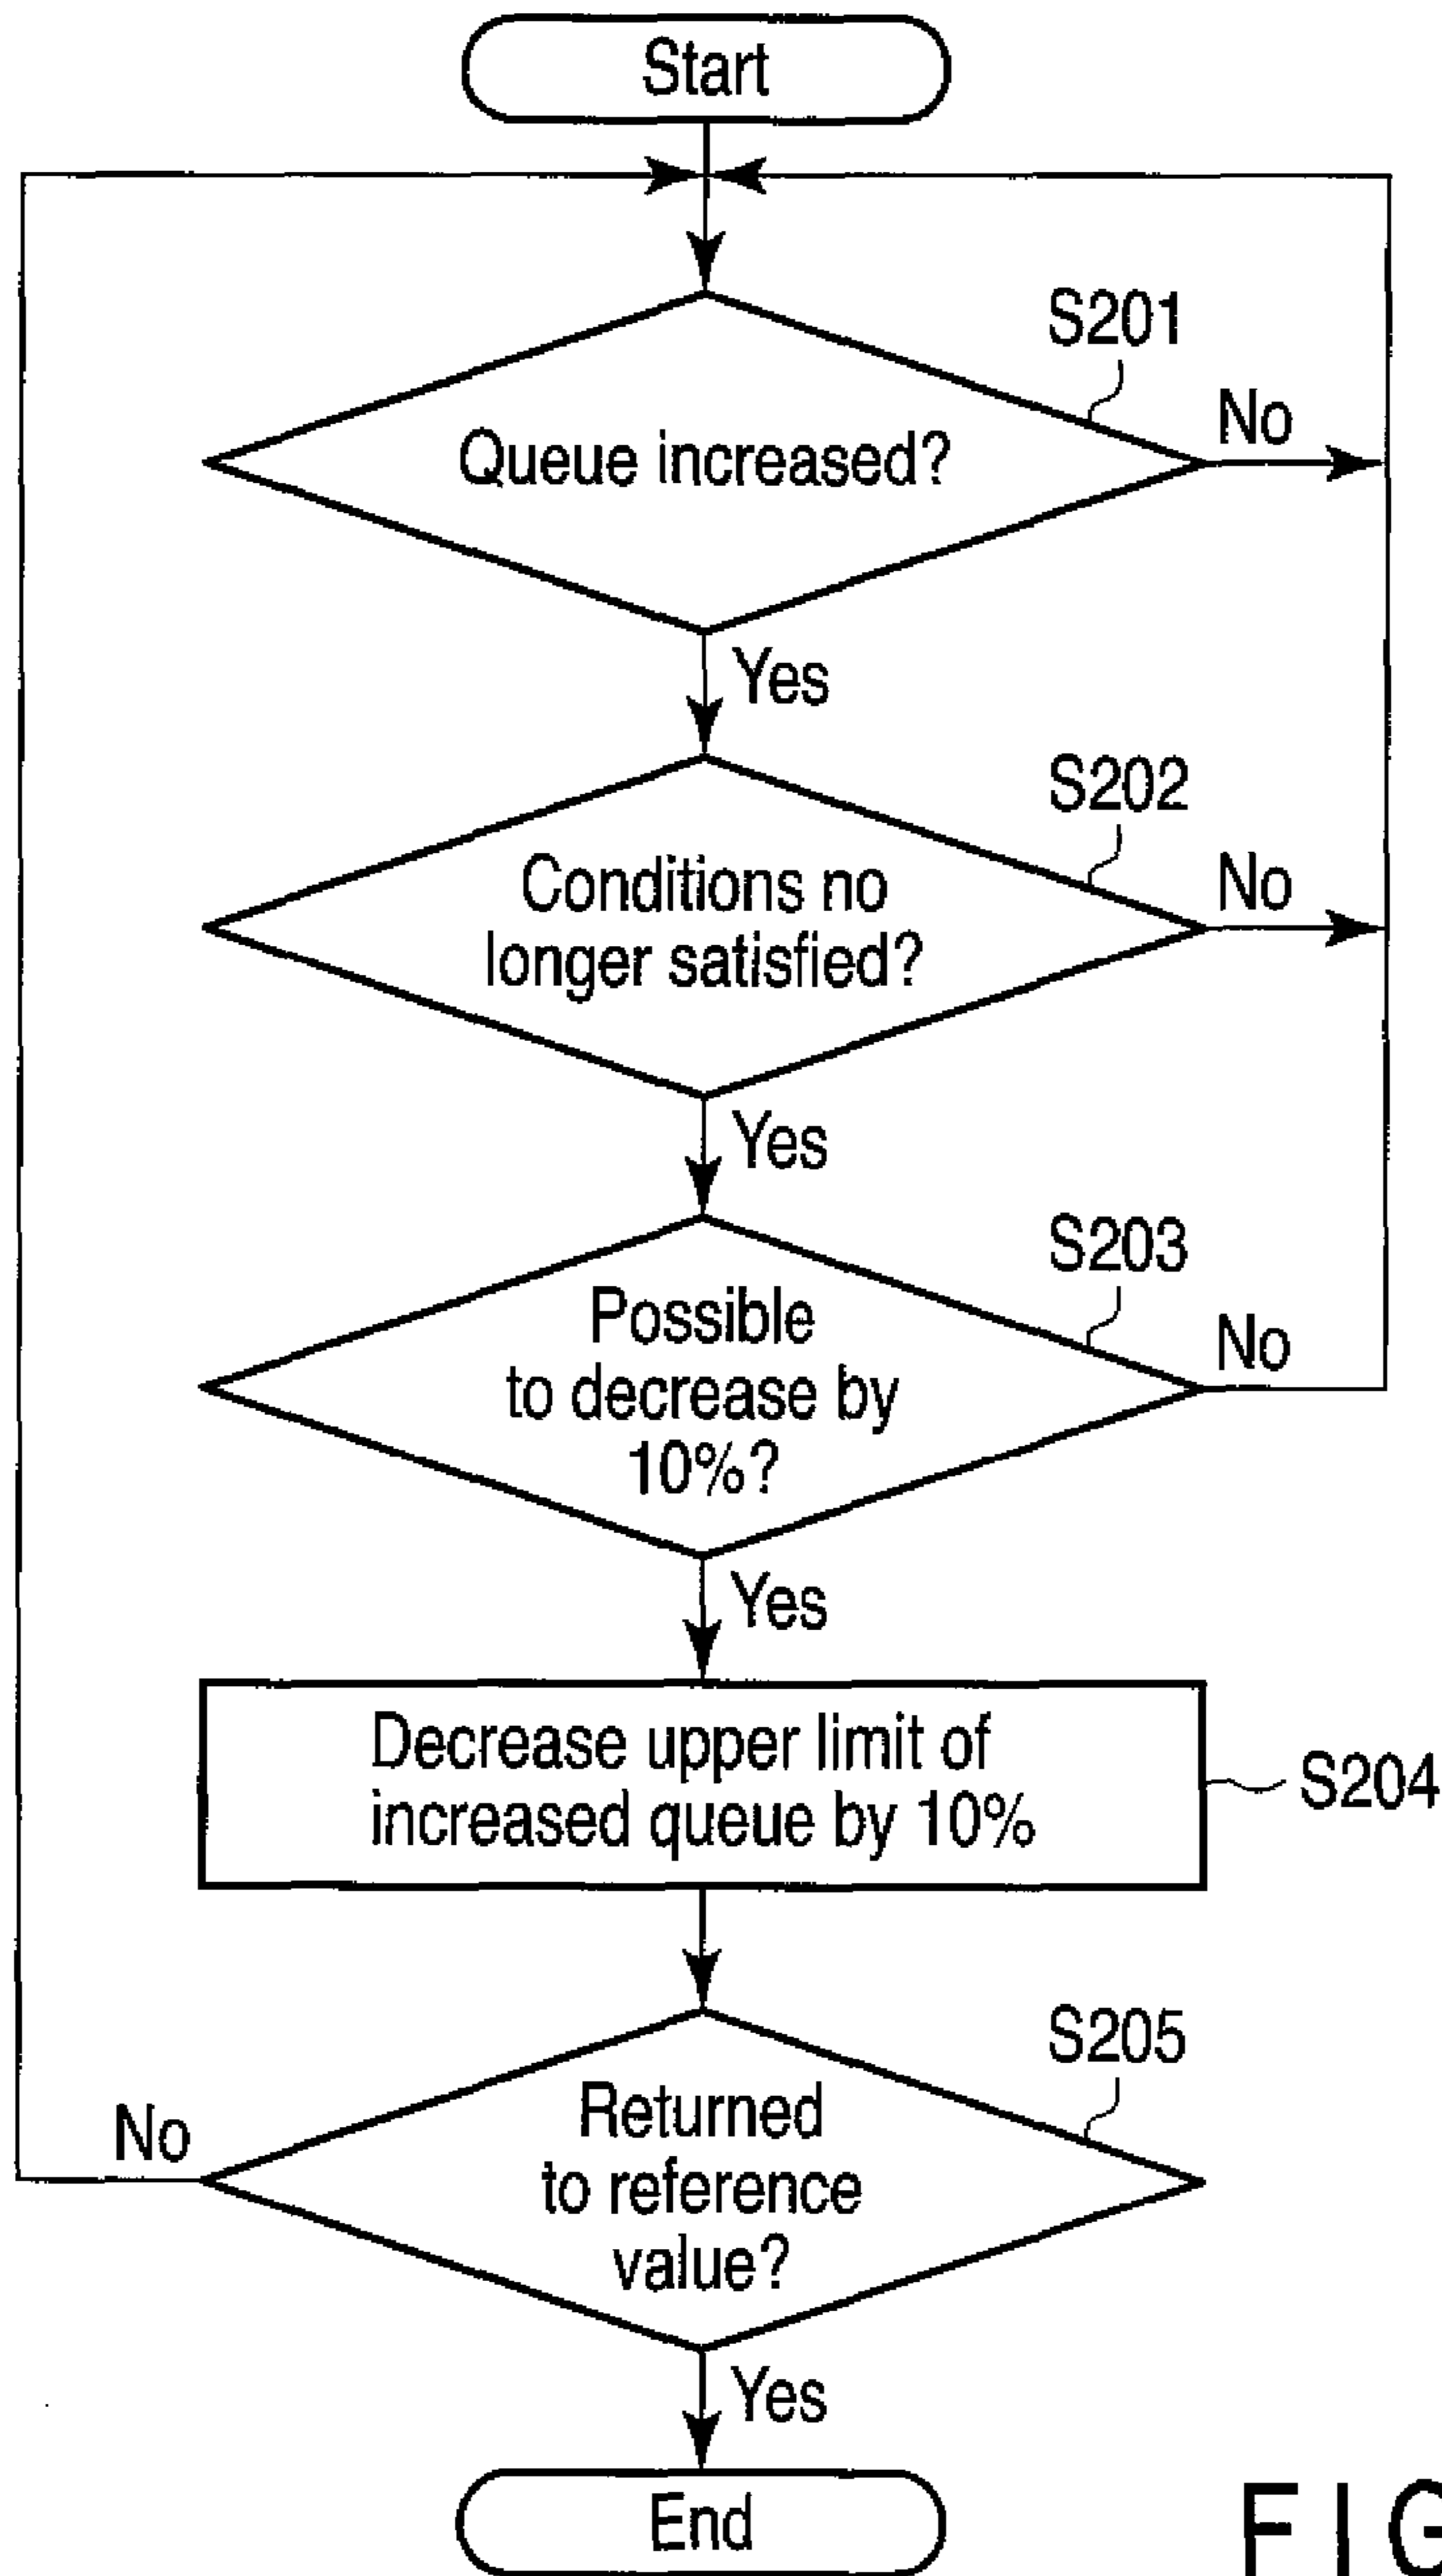 Start
S201
Queue increased?
No
Yes
S202
Conditions no
longer satisfied?
No
Yes
S203
Possible
to decrease by
10%?
No
Yes
Decrease upper limit of
increased queue by 10%
S204
S205
Returned
to reference
value?
No
Yes
End